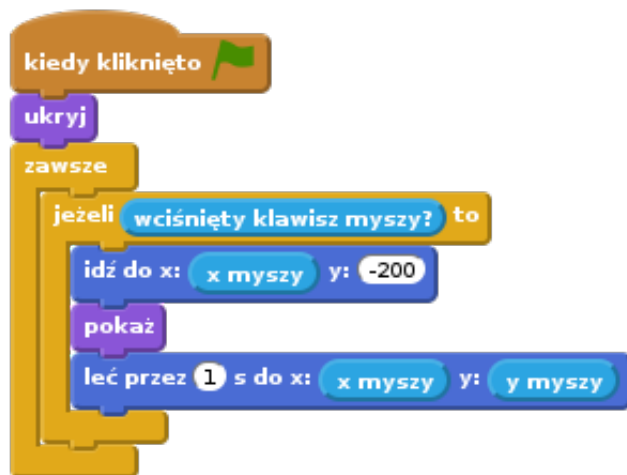 kiedy kliknięto
ukryj
zawsze
jeżeli wciśnięty klawisz myszy? to
idź do x: x myszy y: -200
pokaż
leć przez 1 s do x: x myszy y: y myszy